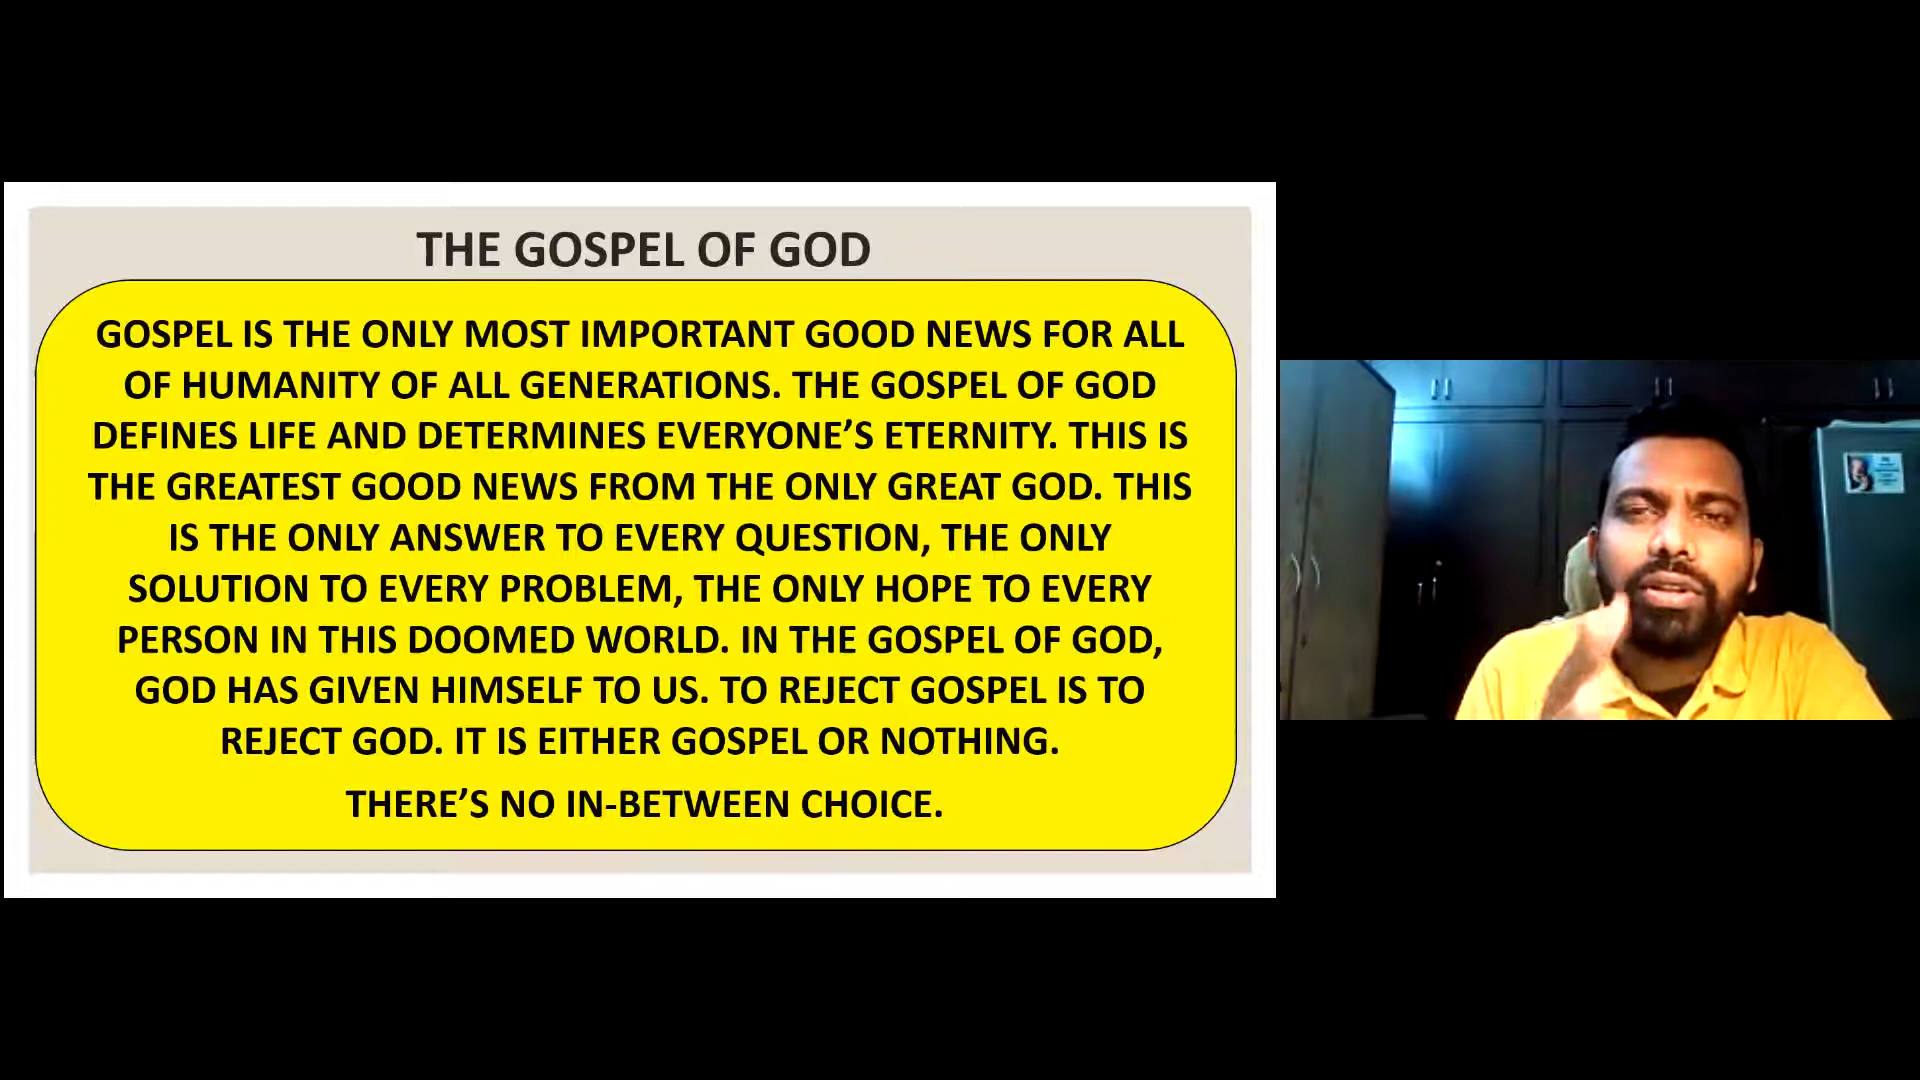 THE GOSPEL OF GOD
GOSPEL IS THE ONLY MOST IMPORTANT GOOD NEWS FOR ALL
OF HUMANITY OF ALL GENERATIONS. THE GOSPEL OF GOD
DEFINES LIFE AND DETERMINES EVERYONE’S ETERNITY. THIS IS
THE GREATEST GOOD NEWS FROM THE ONLY GREAT GOD. THIS
IS THE ONLY ANSWER TO EVERY QUESTION, THE ONLY
SOLUTION TO EVERY PROBLEM, THE ONLY HOPE TO EVERY
PERSON IN THIS DOOMED WORLD. IN THE GOSPEL OF GOD,
GOD HAS GIVEN HIMSELF TO US. TO REJECT GOSPEL IS TO
REJECT GOD. IT IS EITHER GOSPEL OR NOTHING.
THERE’S NO IN-BETWEEN CHOICE.